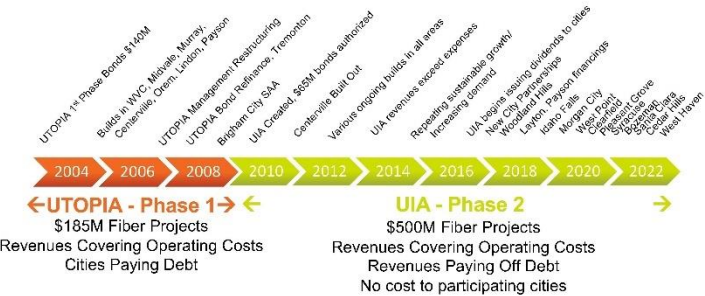 UTOPIA 1st Phase Bonds $140M
Builds in WVC, Midvale, Murray,
Centerville, Orem, Lindon, Payson
UTOPIA Management Restructuring
UTOPIA Bond Refinance, Tremonton
Brigham City SAA
UIA Created, $65M bonds authorized
Centerville Built Out
Various ongoing builds in all areas
UIA revenues exceed expenses
Repeating sustainable growth/
Increasing demand
UIA begins issuing dividends to cities
New City Partnerships
Woodland Hills
Layton, Payson financings
Idaho Falls
Morgan City
West Point
Clearfield
Pleasant Grove
Syracuse
Bozeman
Santa Clara
Cedar Hills
West Haven
2004 2006 2008 2010 2012 2014 2016 2018 2020 2022
UTOPIA - Phase 1
$185M Fiber Projects
Revenues Covering Operating Costs
Cities Paying Debt
UIA - Phase 2
$500M Fiber Projects
Revenues Covering Operating Costs
Revenues Paying Off Debt
No cost to participating cities